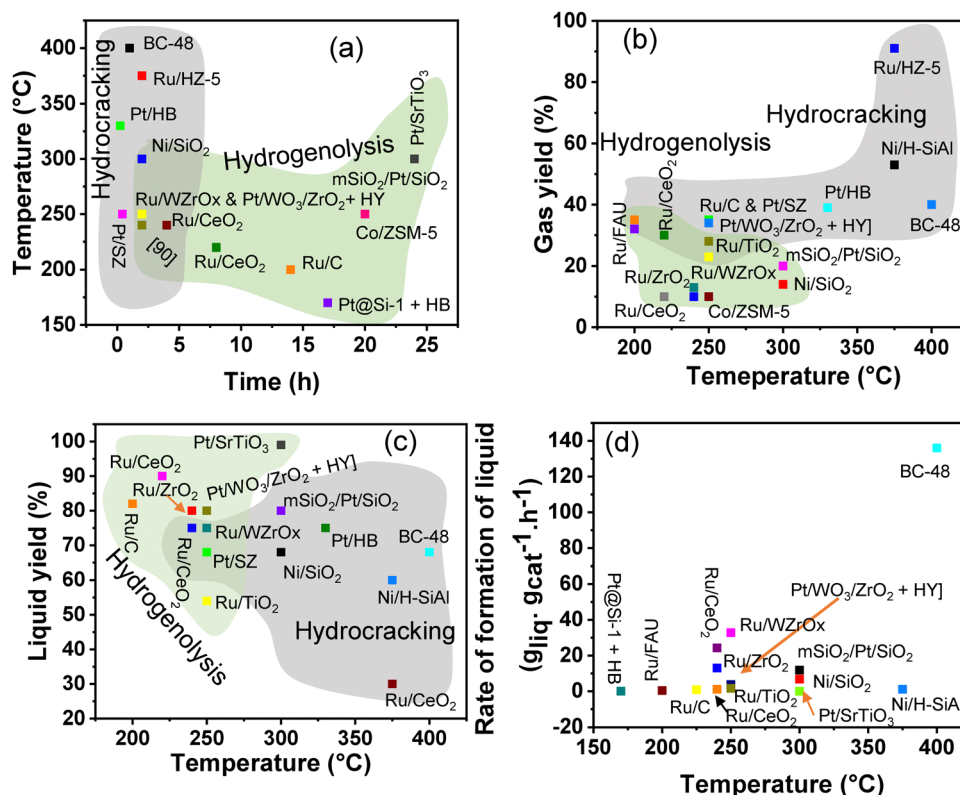 (a)
Temperature (°C)
400
350
300
250
200
150
0
5
10
15
20
25
Time (h)
Hydrocracking
BC-48
Ru/HZ-5
Pt/HB
Ni/SiO2
Hydrogenolysis
Pt/SrTiO3
mSiO2/Pt/SiO2
Ru/WZrOx & Pt/WO3/ZrO2+ HY
Ru/CeO2
Co/ZSM-5
Pt/SZ
[90]
Ru/CeO2
Ru/C
Pt@Si-1 + HB
(b)
Gas yield (%)
100
80
60
40
20
0
200
250
300
350
400
Temeperature (°C)
Ru/HZ-5
Hydrocracking
Hydrogenolysis
Ni/H-SiAl
Ru/CeO2
Pt/HB
Ru/FAU
Ru/C & Pt/SZ
Pt/WO3/ZrO2 + HY]
BC-48
Ru/TiO2
mSiO2/Pt/SiO2
Ru/ZrO2
Ru/WZrOx
Ni/SiO2
Ru/CeO2
Co/ZSM-5
(c)
Liquid yield (%)
100
90
80
70
60
50
40
30
20
200
250
300
350
400
Temperature (°C)
Pt/SrTiO3
Ru/CeO2
Ru/ZrO2
Pt/WO3/ZrO2 + HY]
mSiO2/Pt/SiO2
Ru/C
Ru/WZrOx
Pt/HB
BC-48
Ru/CeO2
Pt/SZ
Ni/SiO2
Ni/H-SiAl
Ru/TiO2
Hydrogenolysis
Hydrocracking
Ru/CeO2
(d)
Rate of formation of liquid
(gliq. gcat-1.h-1)
140
120
100
80
60
40
20
0
-20
150
200
250
300
350
400
Temperature (°C)
BC-48
Pt@Si-1 + HB
Ru/FAU
Ru/CeO2
Pt/WO3/ZrO2 + HY]
Ru/WZrOx
mSiO2/Pt/SiO2
Ru/ZrO2
Ni/SiO2
Ru/C
Ru/TiO2
Ru/CeO2
Pt/SrTiO3
Ni/H-SiA